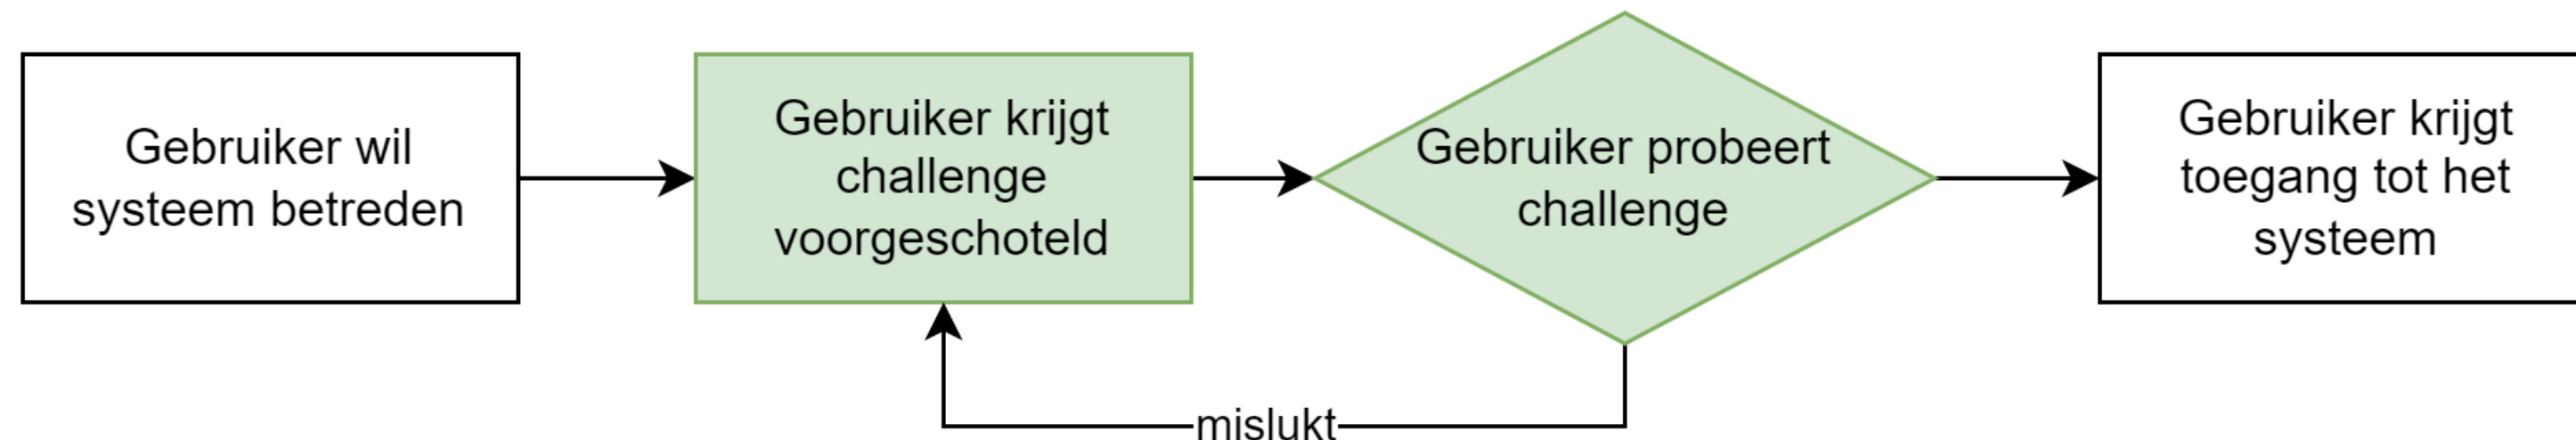 Gebruiker wil
systeem betreden
Gebruiker krijgt
challenge
voorgeschoteld
Gebruiker probeert
challenge
Gebruiker krijgt
toegang tot het
systeem
mislukt